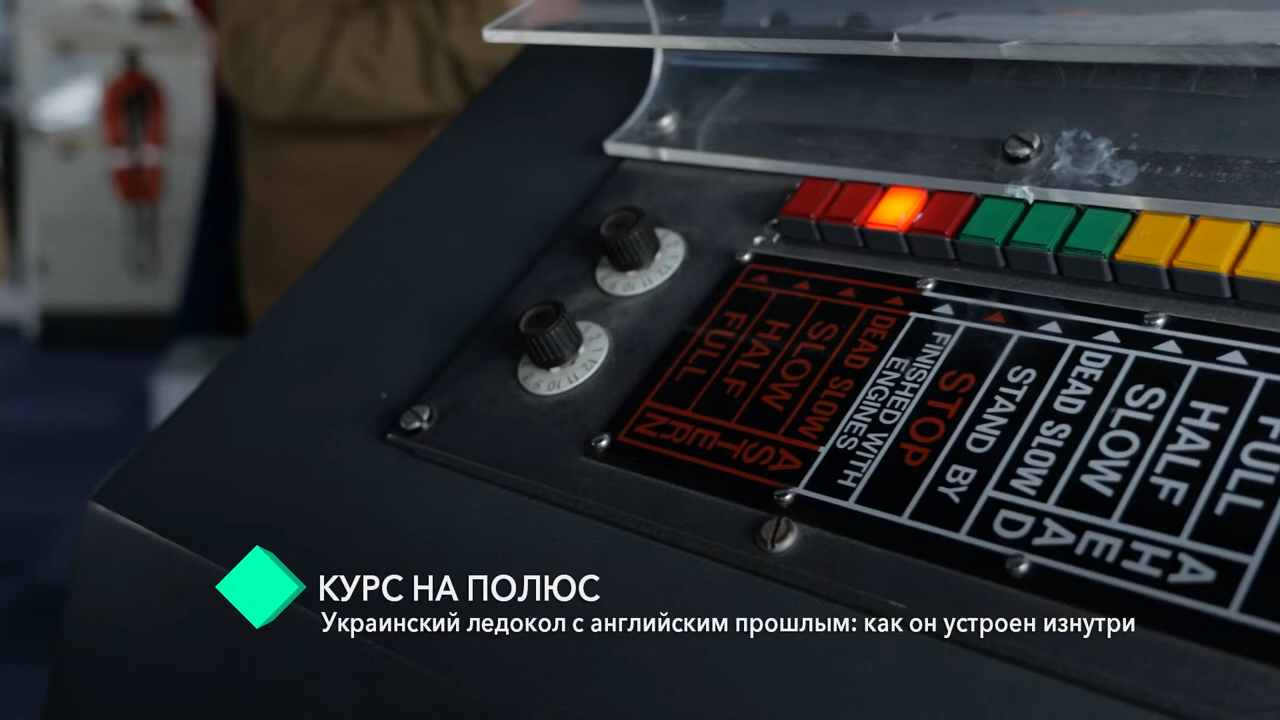 FULL
HALF
SLOW
DEAD SLOW
ASTERN
FINISHED WITH
ENGINES
STOP
STAND BY
DEAD SLOW
SLOW
HALF
FULL
AHEAD
КУРС НА ПОЛЮС
Украинский ледокол с английским прошлым: как он устроен изнутри